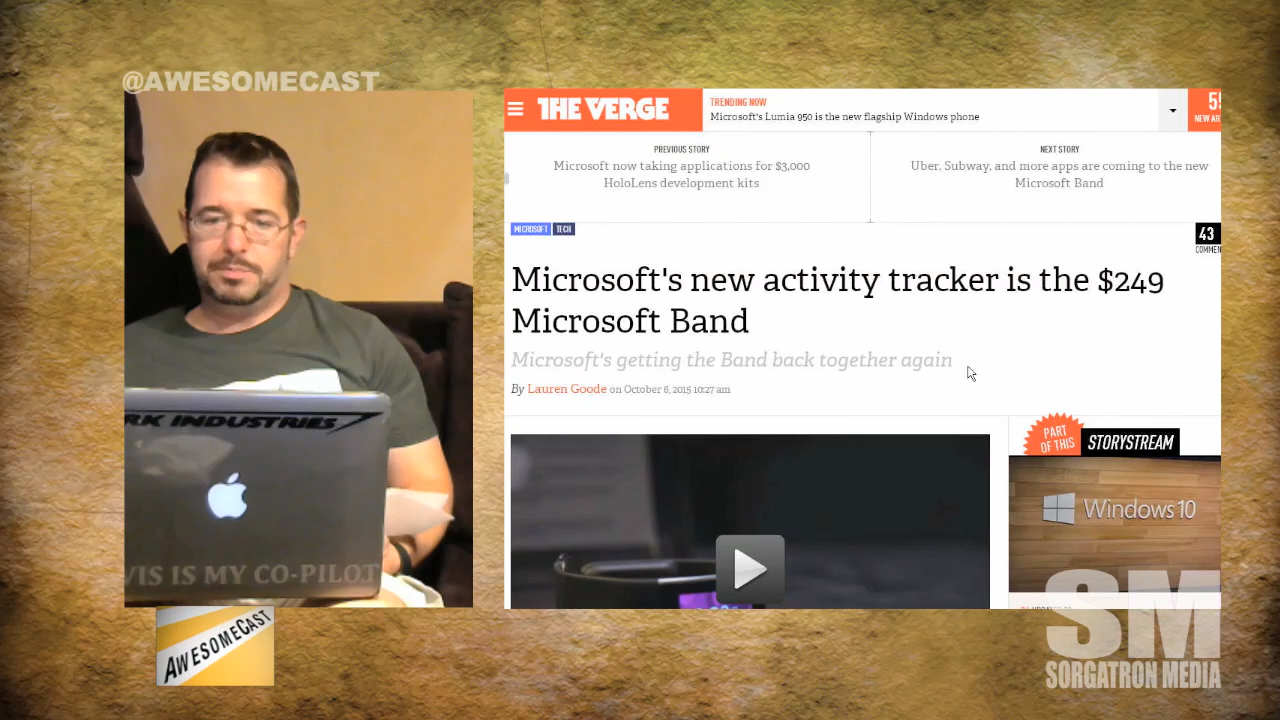 @AWESOMECAST
THE VERGE
TRENDING NOW
Microsoft's Lumia 950 is the new flagship Windows phone
NEW
PREVIOUS STORY
Microsoft now taking applications for $3,000
HoloLens development kits
NEXT STORY
Uber, Subway, and more apps are coming to the new
Microsoft Band
MICROSOFT TECH
43
Microsoft's new activity tracker is the $249
Microsoft Band
Microsoft's getting the Band back together again
By Lauren Goode on October 6, 2015 10:27 am
PART
OF THIS
STORYSTREAM
Windows 10
RK INDUSTRIES
VIS IS MY CO-PILOT
AWESOMECAST
SM
SORGATRON MEDIA